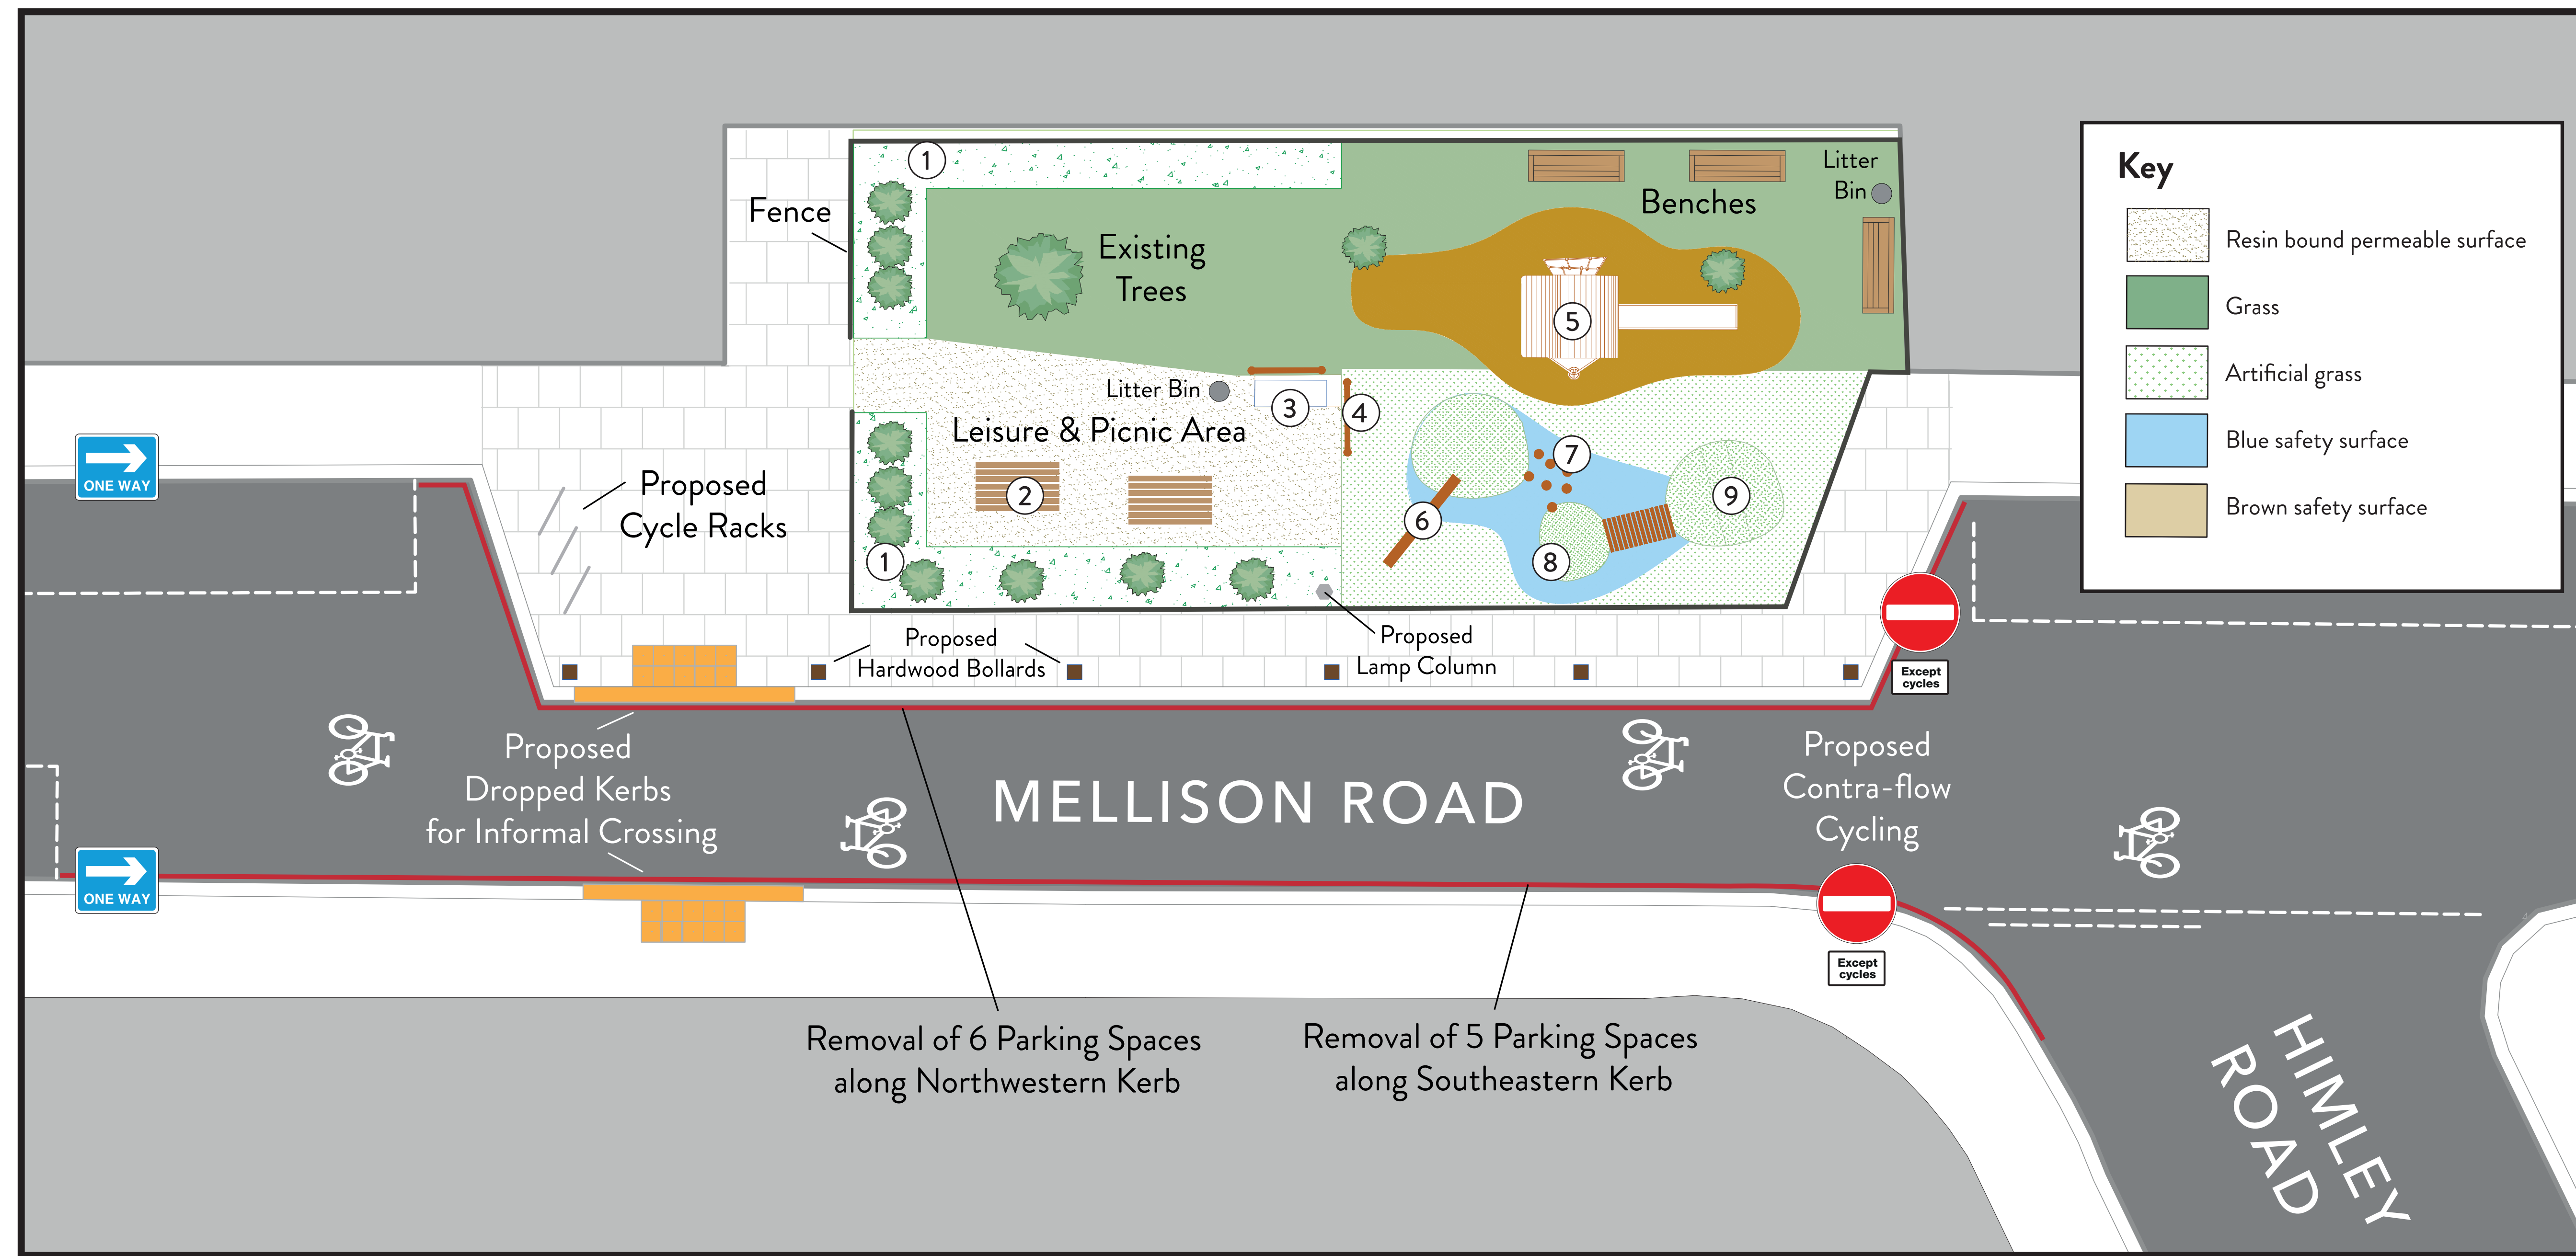 1
Fence
Existing
Trees
Benches
Litter
Bin
5
Litter Bin
3
4
Leisure & Picnic Area
2
7
6
9
8
1
Proposed
Cycle Racks
ONE WAY
Proposed
Hardwood Bollards
Proposed
Lamp Column
Key
Resin bound permeable surface
Grass
Artificial grass
Blue safety surface
Brown safety surface
Except
cycles
Proposed
Dropped Kerbs
for Informal Crossing
MELLISON ROAD
Proposed
Contra-flow
Cycling
ONE WAY
Except
cycles
Removal of 6 Parking Spaces
along Northwestern Kerb
Removal of 5 Parking Spaces
along Southeastern Kerb
HIMLEY
ROAD